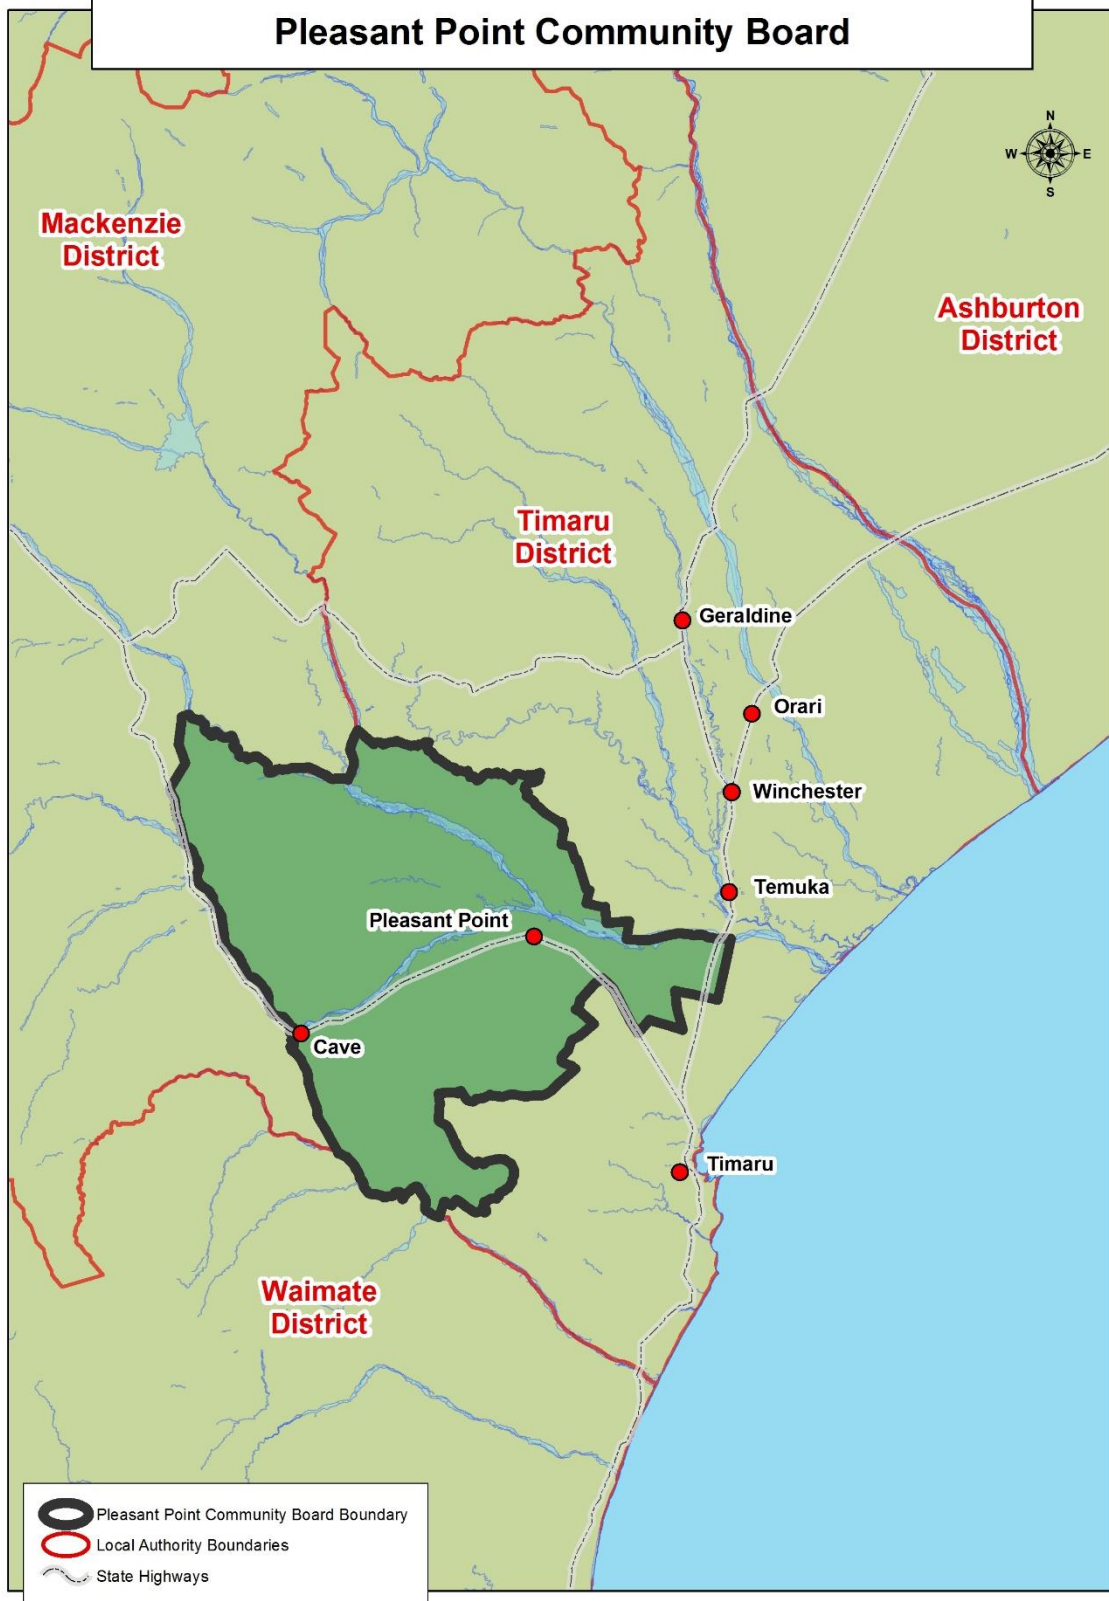 Pleasant Point Community Board
N
W
E
S
Mackenzie
District
Ashburton
District
Timaru
District
Geraldine
Orari
Winchester
Temuka
Pleasant Point
Cave
Timaru
Waimate
District
Pleasant Point Community Board Boundary
Local Authority Boundaries
State Highways